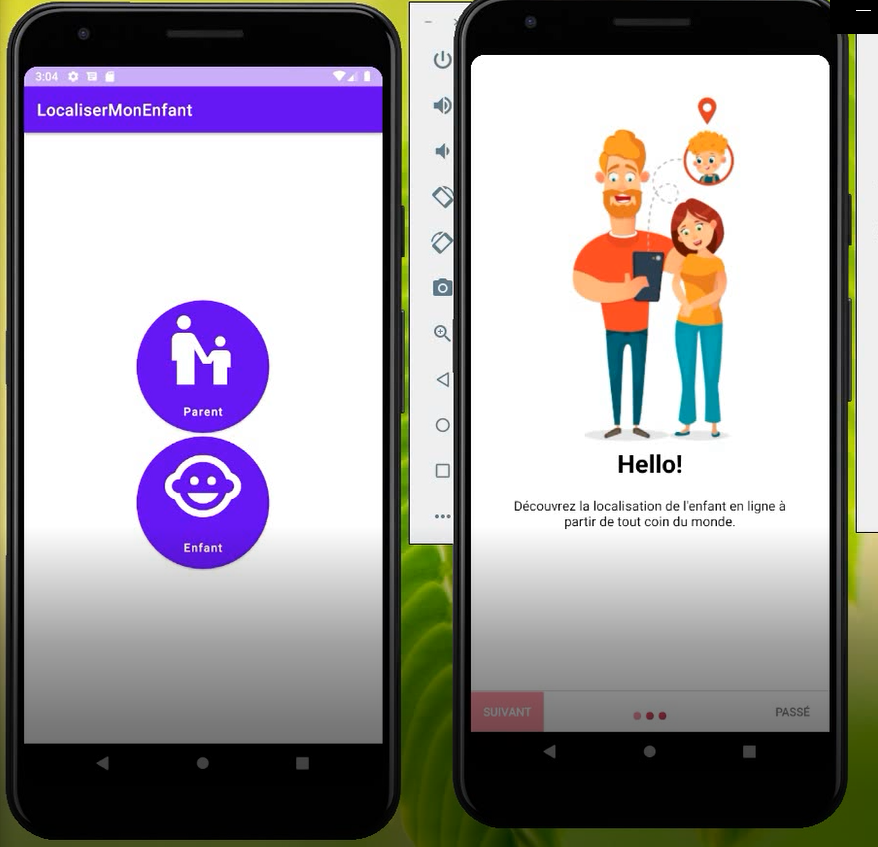 3:04
LocaliserMonEnfant
Parent
Enfant
Hello!
Découvrez la localisation de l'enfant en ligne à
partir de tout coin du monde.
SUIVANT
PASSÉ